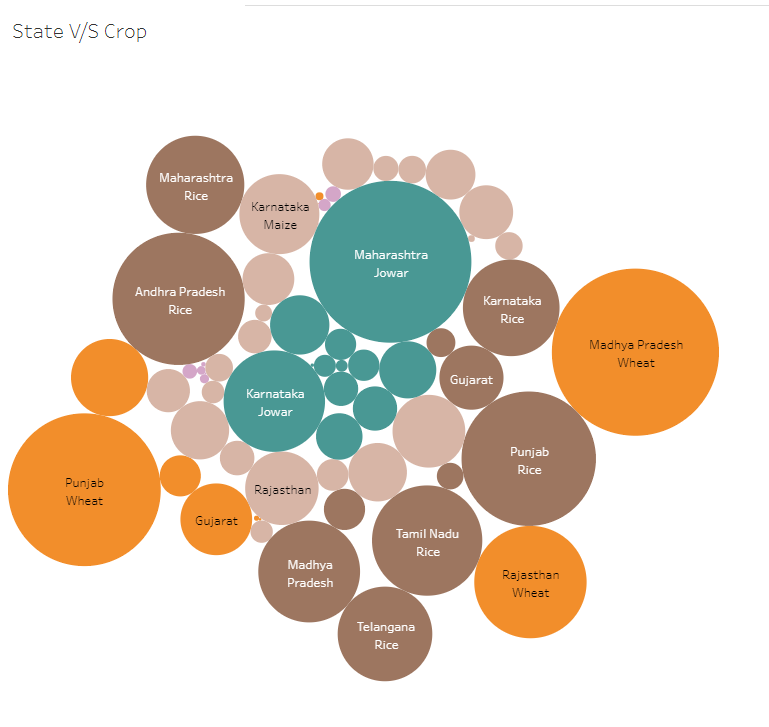 State V/S Crop
Maharashtra
Rice
Karnataka
Maize
Maharashtra
Jowar
Andhra Pradesh
Rice
Karnataka
Rice
Madhya Pradesh
Wheat
Gujarat
Karnataka
Jowar
Punjab
Rice
Punjab
Wheat
Rajasthan
Gujarat
Tamil Nadu
Rice
Madhya
Pradesh
Rajasthan
Wheat
Telangana
Rice